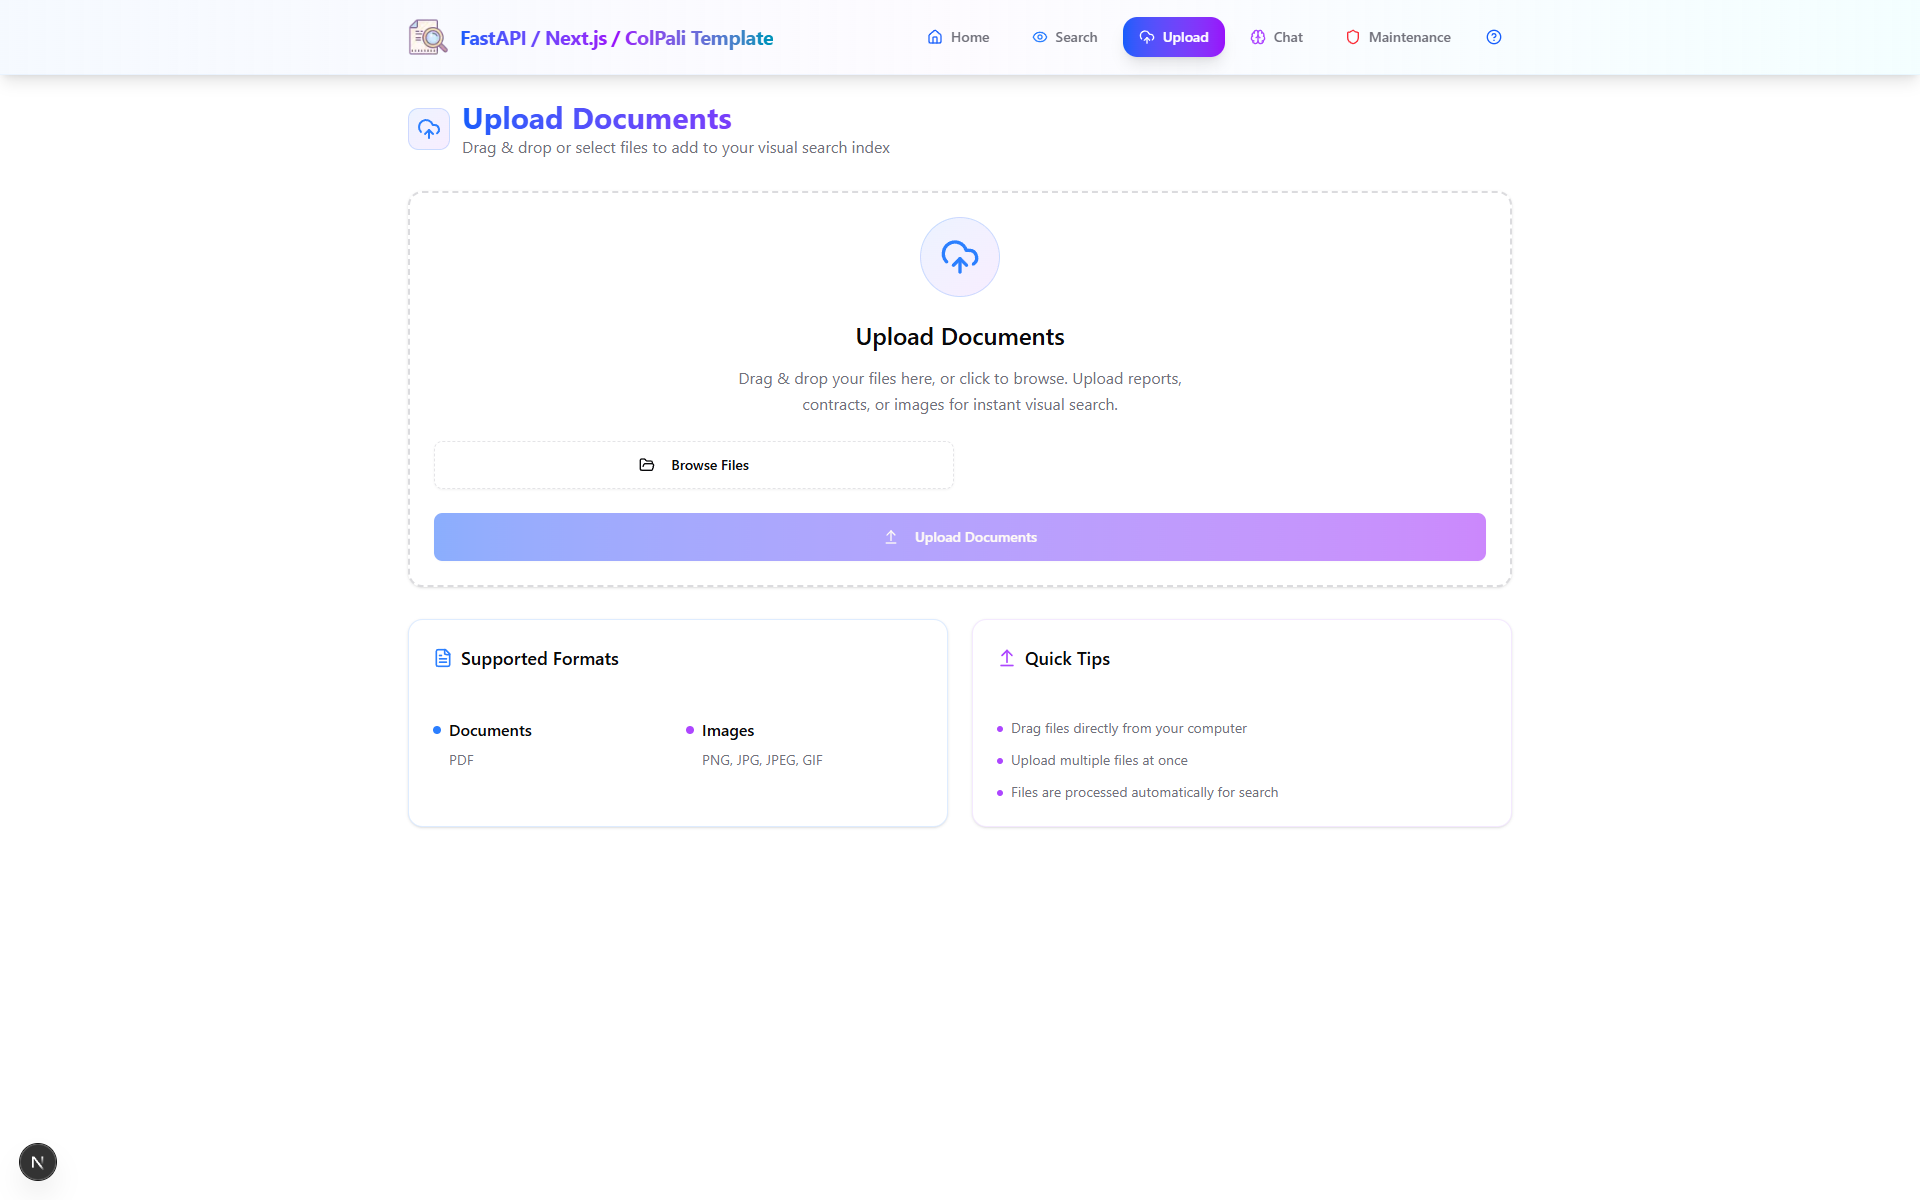 FastAPI / Next.js / ColPali Template
Home
Search
Upload
Chat
Maintenance
Upload Documents
Drag & drop or select files to add to your visual search index
Upload Documents
Drag & drop your files here, or click to browse. Upload reports,
contracts, or images for instant visual search.
Browse Files
Upload Documents
Supported Formats
Documents
PDF
Images
PNG, JPG, JPEG, GIF
Quick Tips
Drag files directly from your computer
Upload multiple files at once
Files are processed automatically for search
N